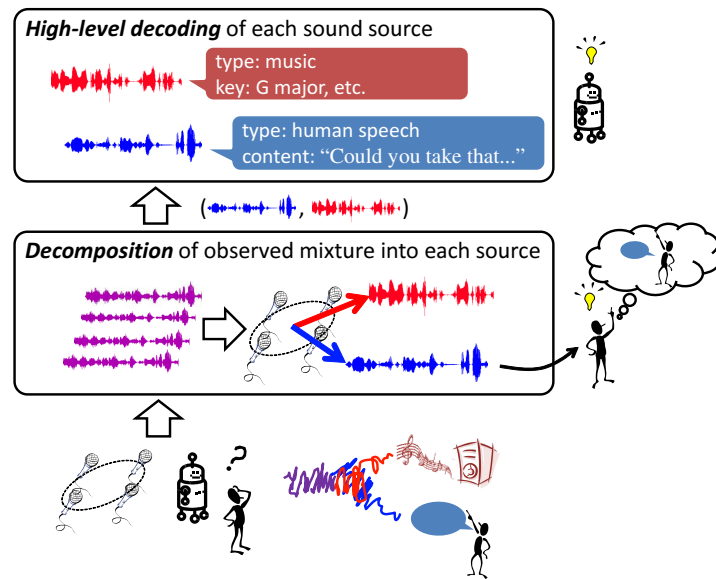 High-level decoding of each sound source
type: music
key: G major, etc.
type: human speech
content: “Could you take that...”
( , )
Decomposition of observed mixture into each source
?